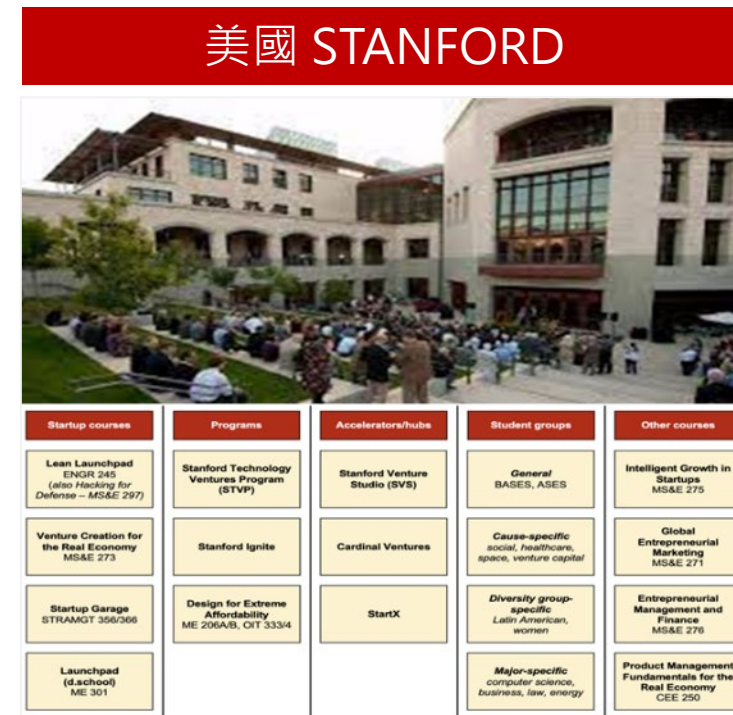 美國 STANFORD
Startup courses
Lean Launchpad
ENGR 245
(also Hacking for
Defense – MS&E 297)
Venture Creation for
the Real Economy
MS&E 273
Startup Garage
STRAMGT 356/366
Launchpad
(d.school)
ME 301
Programs
Stanford Technology
Ventures Program
(STVP)
Stanford Ignite
Design for Extreme
Affordability
ME 206A/B, OIT 333/4
Accelerators/hubs
Stanford Venture
Studio (SVS)
Cardinal Ventures
StartX
Student groups
General
BASES, ASES
Cause-specific
social, healthcare,
space, venture capital
Diversity group-
specific
Latin American,
women
Major-specific
computer science,
business, law, energy
Other courses
Intelligent Growth in
Startups
MS&E 275
Global
Entrepreneurial
Marketing
MS&E 271
Entrepreneurial
Management and
Finance
MS&E 276
Product Management
Fundamentals for the
Real Economy
CEE 250